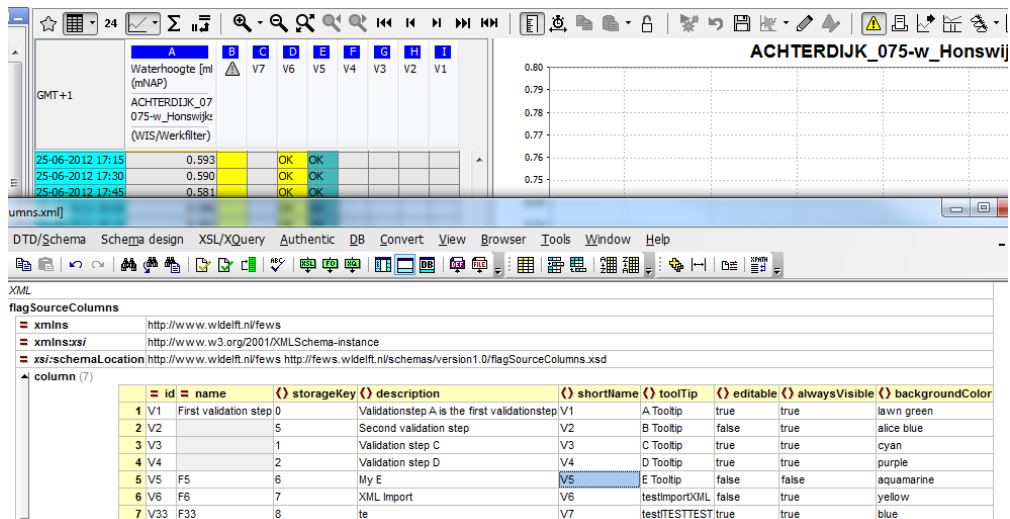 24
ACHTERDIJK_075-w_Honswij
A B C D E F G H I
GMT+1
Waterhoogte [ml
(mNAP)
ACHTERDIJK_07
075-w_Honswijks
(WIS/Werkfilter)
V7 V6 V5 V4 V3 V2 V1
0.80
0.79
0.78
0.77
0.76
0.75
25-06-2012 17:15 0.593 OK OK
25-06-2012 17:30 0.590 OK OK
25-06-2012 17:45 0.581 OK OK
umns.xml]
DTD/Schema Schema design XSL/XQuery Authentic DB Convert View Browser Tools Window Help
XML
flagSourceColumns
= xmlns http://www.wldelft.nl/fews
= xmlns:xsi http://www.w3.org/2001/XMLSchema-instance
= xsi:schemaLocation http://www.wldelft.nl/fews http://fews.wldelft.nl/schemas/version1.0/flagSourceColumns.xsd
column (7)
= id = name () storageKey () description () shortName () toolTip () editable () alwaysVisible () backgroundColor
1 V1 First validation step 0 Validationstep A is the first validationstep V1 A Tooltip true true lawn green
2 V2 5 Second validation step V2 B Tooltip false true alice blue
3 V3 1 Validation step C V3 C Tooltip true true cyan
4 V4 2 Validation step D V4 D Tooltip true true purple
5 V5 F5 6 My E V5 E Tooltip false false aquamarine
6 V6 F6 7 XML Import V6 testImportXML false true yellow
7 V33 F33 8 te V7 testITESTTEST true true blue